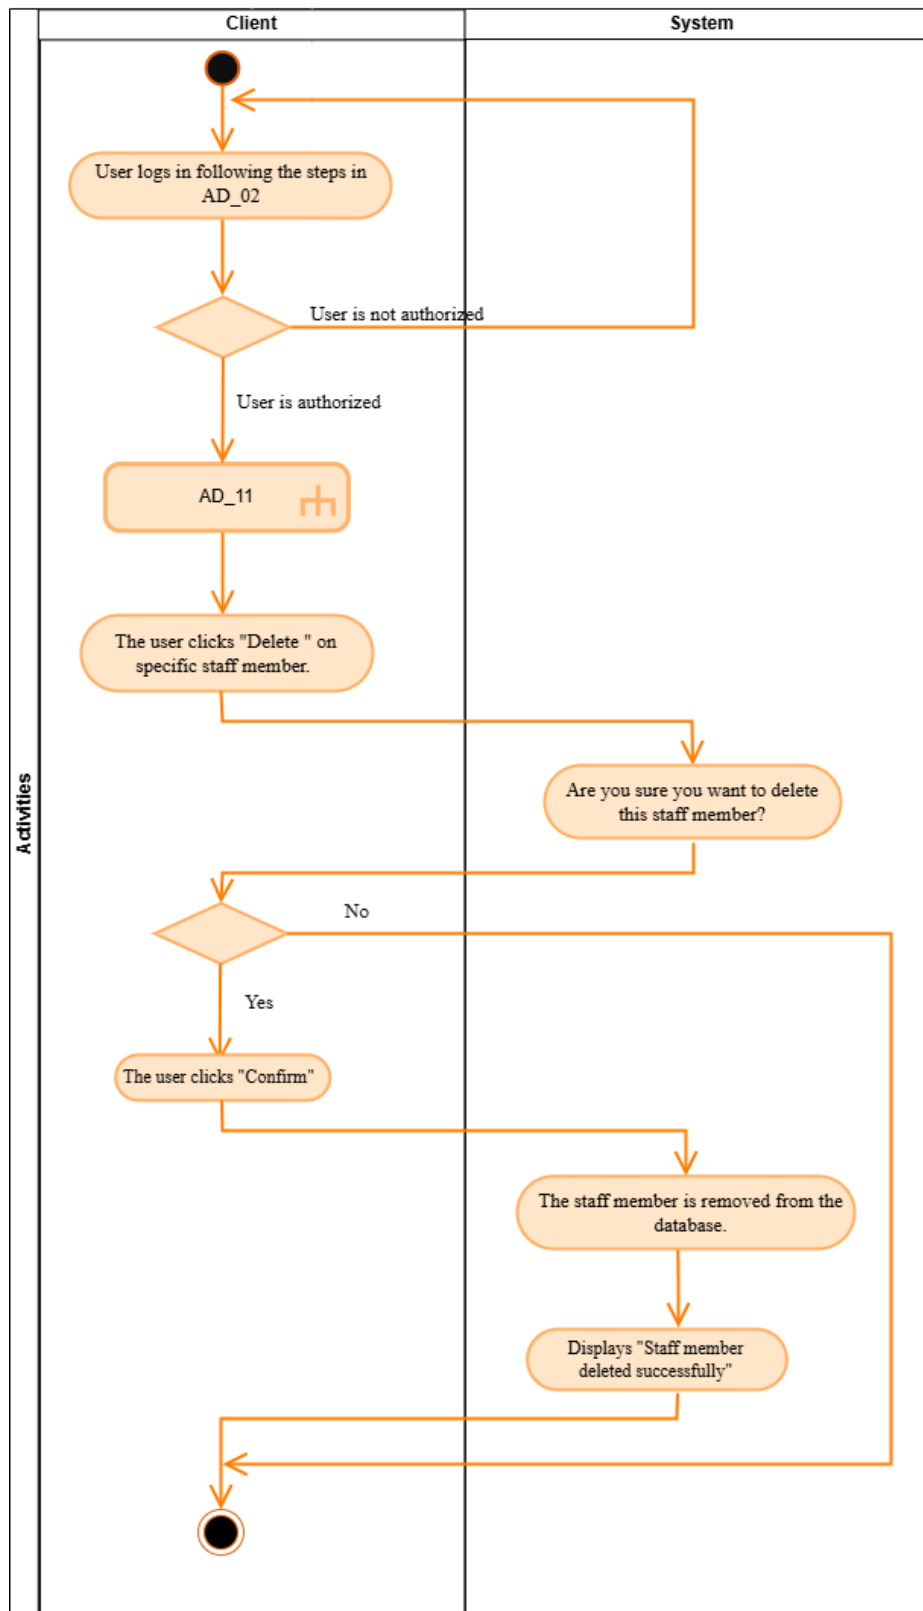 Client
System
User logs in following the steps in
AD_02
User is not authorized
User is authorized
AD_11
The user clicks "Delete " on
specific staff member.
Activities
Are you sure you want to delete
this staff member?
No
Yes
The user clicks "Confirm"
The staff member is removed from the
database.
Displays "Staff member
deleted successfully"